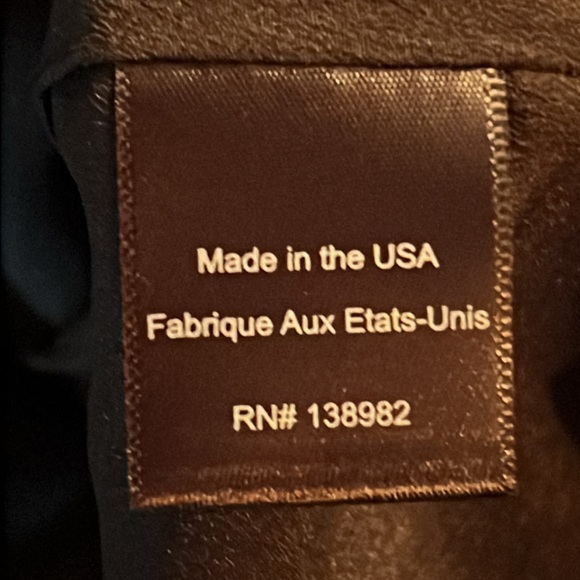 Made in the USA
Fabrique Aux Etats-Unis
RN# 138982